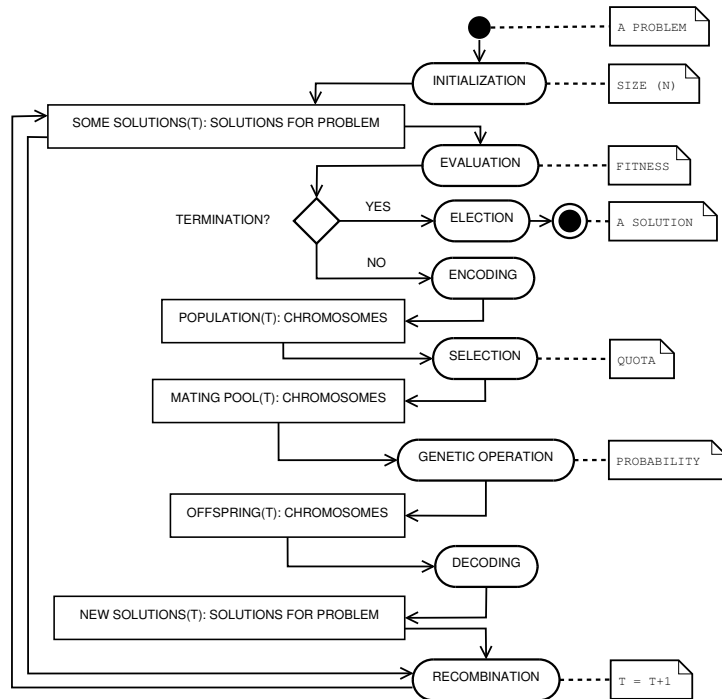 A PROBLEM
INITIALIZATION
SIZE (N)
SOME SOLUTIONS(T): SOLUTIONS FOR PROBLEM
EVALUATION
FITNESS
TERMINATION?
YES
ELECTION
A SOLUTION
NO
ENCODING
POPULATION(T): CHROMOSOMES
SELECTION
QUOTA
MATING POOL(T): CHROMOSOMES
GENETIC OPERATION
PROBABILITY
OFFSPRING(T): CHROMOSOMES
DECODING
NEW SOLUTIONS(T): SOLUTIONS FOR PROBLEM
RECOMBINATION
T = T+1